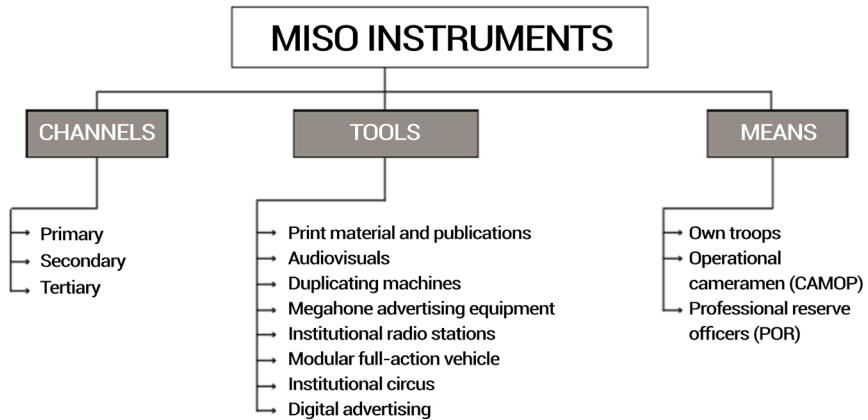 MISO INSTRUMENTS
CHANNELS
Primary
Secondary
Tertiary
TOOLS
Print material and publications
Audiovisuals
Duplicating machines
Megahone advertising equipment
Institutional radio stations
Modular full-action vehicle
Institutional circus
Digital advertising
MEANS
Own troops
Operational
cameramen (CAMOP)
Professional reserve
officers (POR)